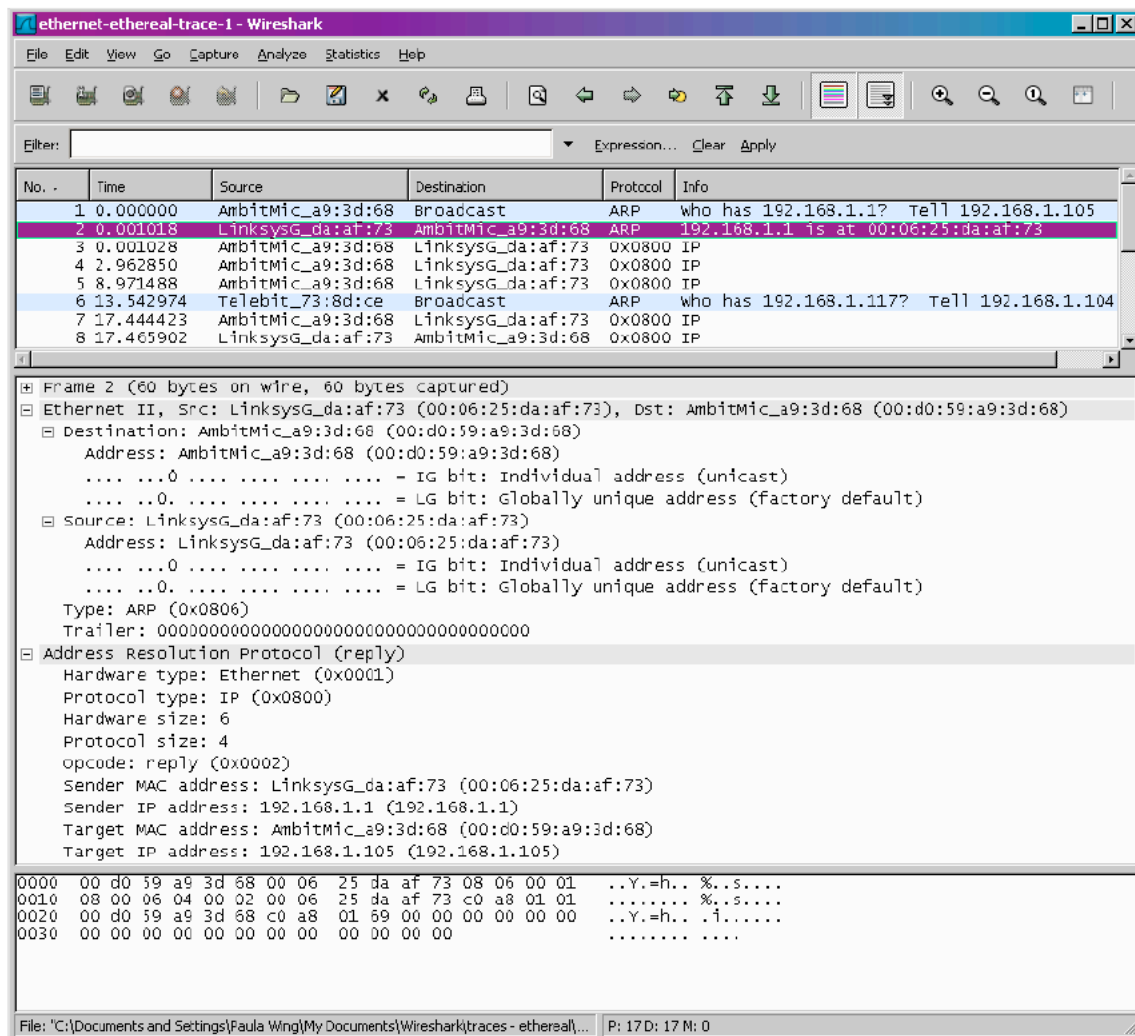 ethernet-ethereal-trace-1 - Wireshark
File Edit View Go Capture Analyze Statistics Help
Filter: Expression... Clear Apply
No. - Time Source Destination Protocol Info
1 0.000000 AmbitMic_a9:3d:68 Broadcast ARP Who has 192.168.1.1? Tell 192.168.1.105
2 0.001018 LinksysG_da:af:73 AmbitMic_a9:3d:68 ARP 192.168.1.1 is at 00:06:25:da:af:73
3 0.001028 AmbitMic_a9:3d:68 LinksysG_da:af:73 0x0800 IP
4 2.962850 AmbitMic_a9:3d:68 LinksysG_da:af:73 0x0800 IP
5 8.971488 AmbitMic_a9:3d:68 LinksysG_da:af:73 0x0800 IP
6 13.542974 Telebit_73:8d:ce Broadcast ARP Who has 192.168.1.117? Tell 192.168.1.104
7 17.444423 AmbitMic_a9:3d:68 LinksysG_da:af:73 0x0800 IP
8 17.465902 LinksysG_da:af:73 AmbitMic_a9:3d:68 0x0800 IP
Frame 2 (60 bytes on wire, 60 bytes captured)
Ethernet II, Src: LinksysG_da:af:73 (00:06:25:da:af:73), Dst: AmbitMic_a9:3d:68 (00:d0:59:a9:3d:68)
Destination: AmbitMic_a9:3d:68 (00:d0:59:a9:3d:68)
Address: AmbitMic_a9:3d:68 (00:d0:59:a9:3d:68)
.... ...0 .... .... .... .... = IG bit: Individual address (unicast)
.... ..0. .... .... .... .... = LG bit: Globally unique address (factory default)
Source: LinksysG_da:af:73 (00:06:25:da:af:73)
Address: LinksysG_da:af:73 (00:06:25:da:af:73)
.... ...0 .... .... .... .... = IG bit: Individual address (unicast)
.... ..0. .... .... .... .... = LG bit: Globally unique address (factory default)
Type: ARP (0x0806)
Trailer: 000000000000000000000000000000000000
Address Resolution Protocol (reply)
Hardware type: Ethernet (0x0001)
Protocol type: IP (0x0800)
Hardware size: 6
Protocol size: 4
Opcode: reply (0x0002)
Sender MAC address: LinksysG_da:af:73 (00:06:25:da:af:73)
Sender IP address: 192.168.1.1 (192.168.1.1)
Target MAC address: AmbitMic_a9:3d:68 (00:d0:59:a9:3d:68)
Target IP address: 192.168.1.105 (192.168.1.105)
0000 00 d0 59 a9 3d 68 00 06 25 da af 73 08 06 00 01 ..Y.=h.. %..s....
0010 08 00 06 04 00 02 00 06 25 da af 73 c0 a8 01 01 ........ %..s....
0020 00 d0 59 a9 3d 68 c0 a8 01 69 00 00 00 00 00 00 ..Y.=h.. .i......
0030 00 00 00 00 00 00 00 00 00 00 00 00 ........ ....
File: "C:\Documents and Settings\Paula Wing\My Documents\Wireshark\traces - ethereal\... P: 17 D: 17 M: 0